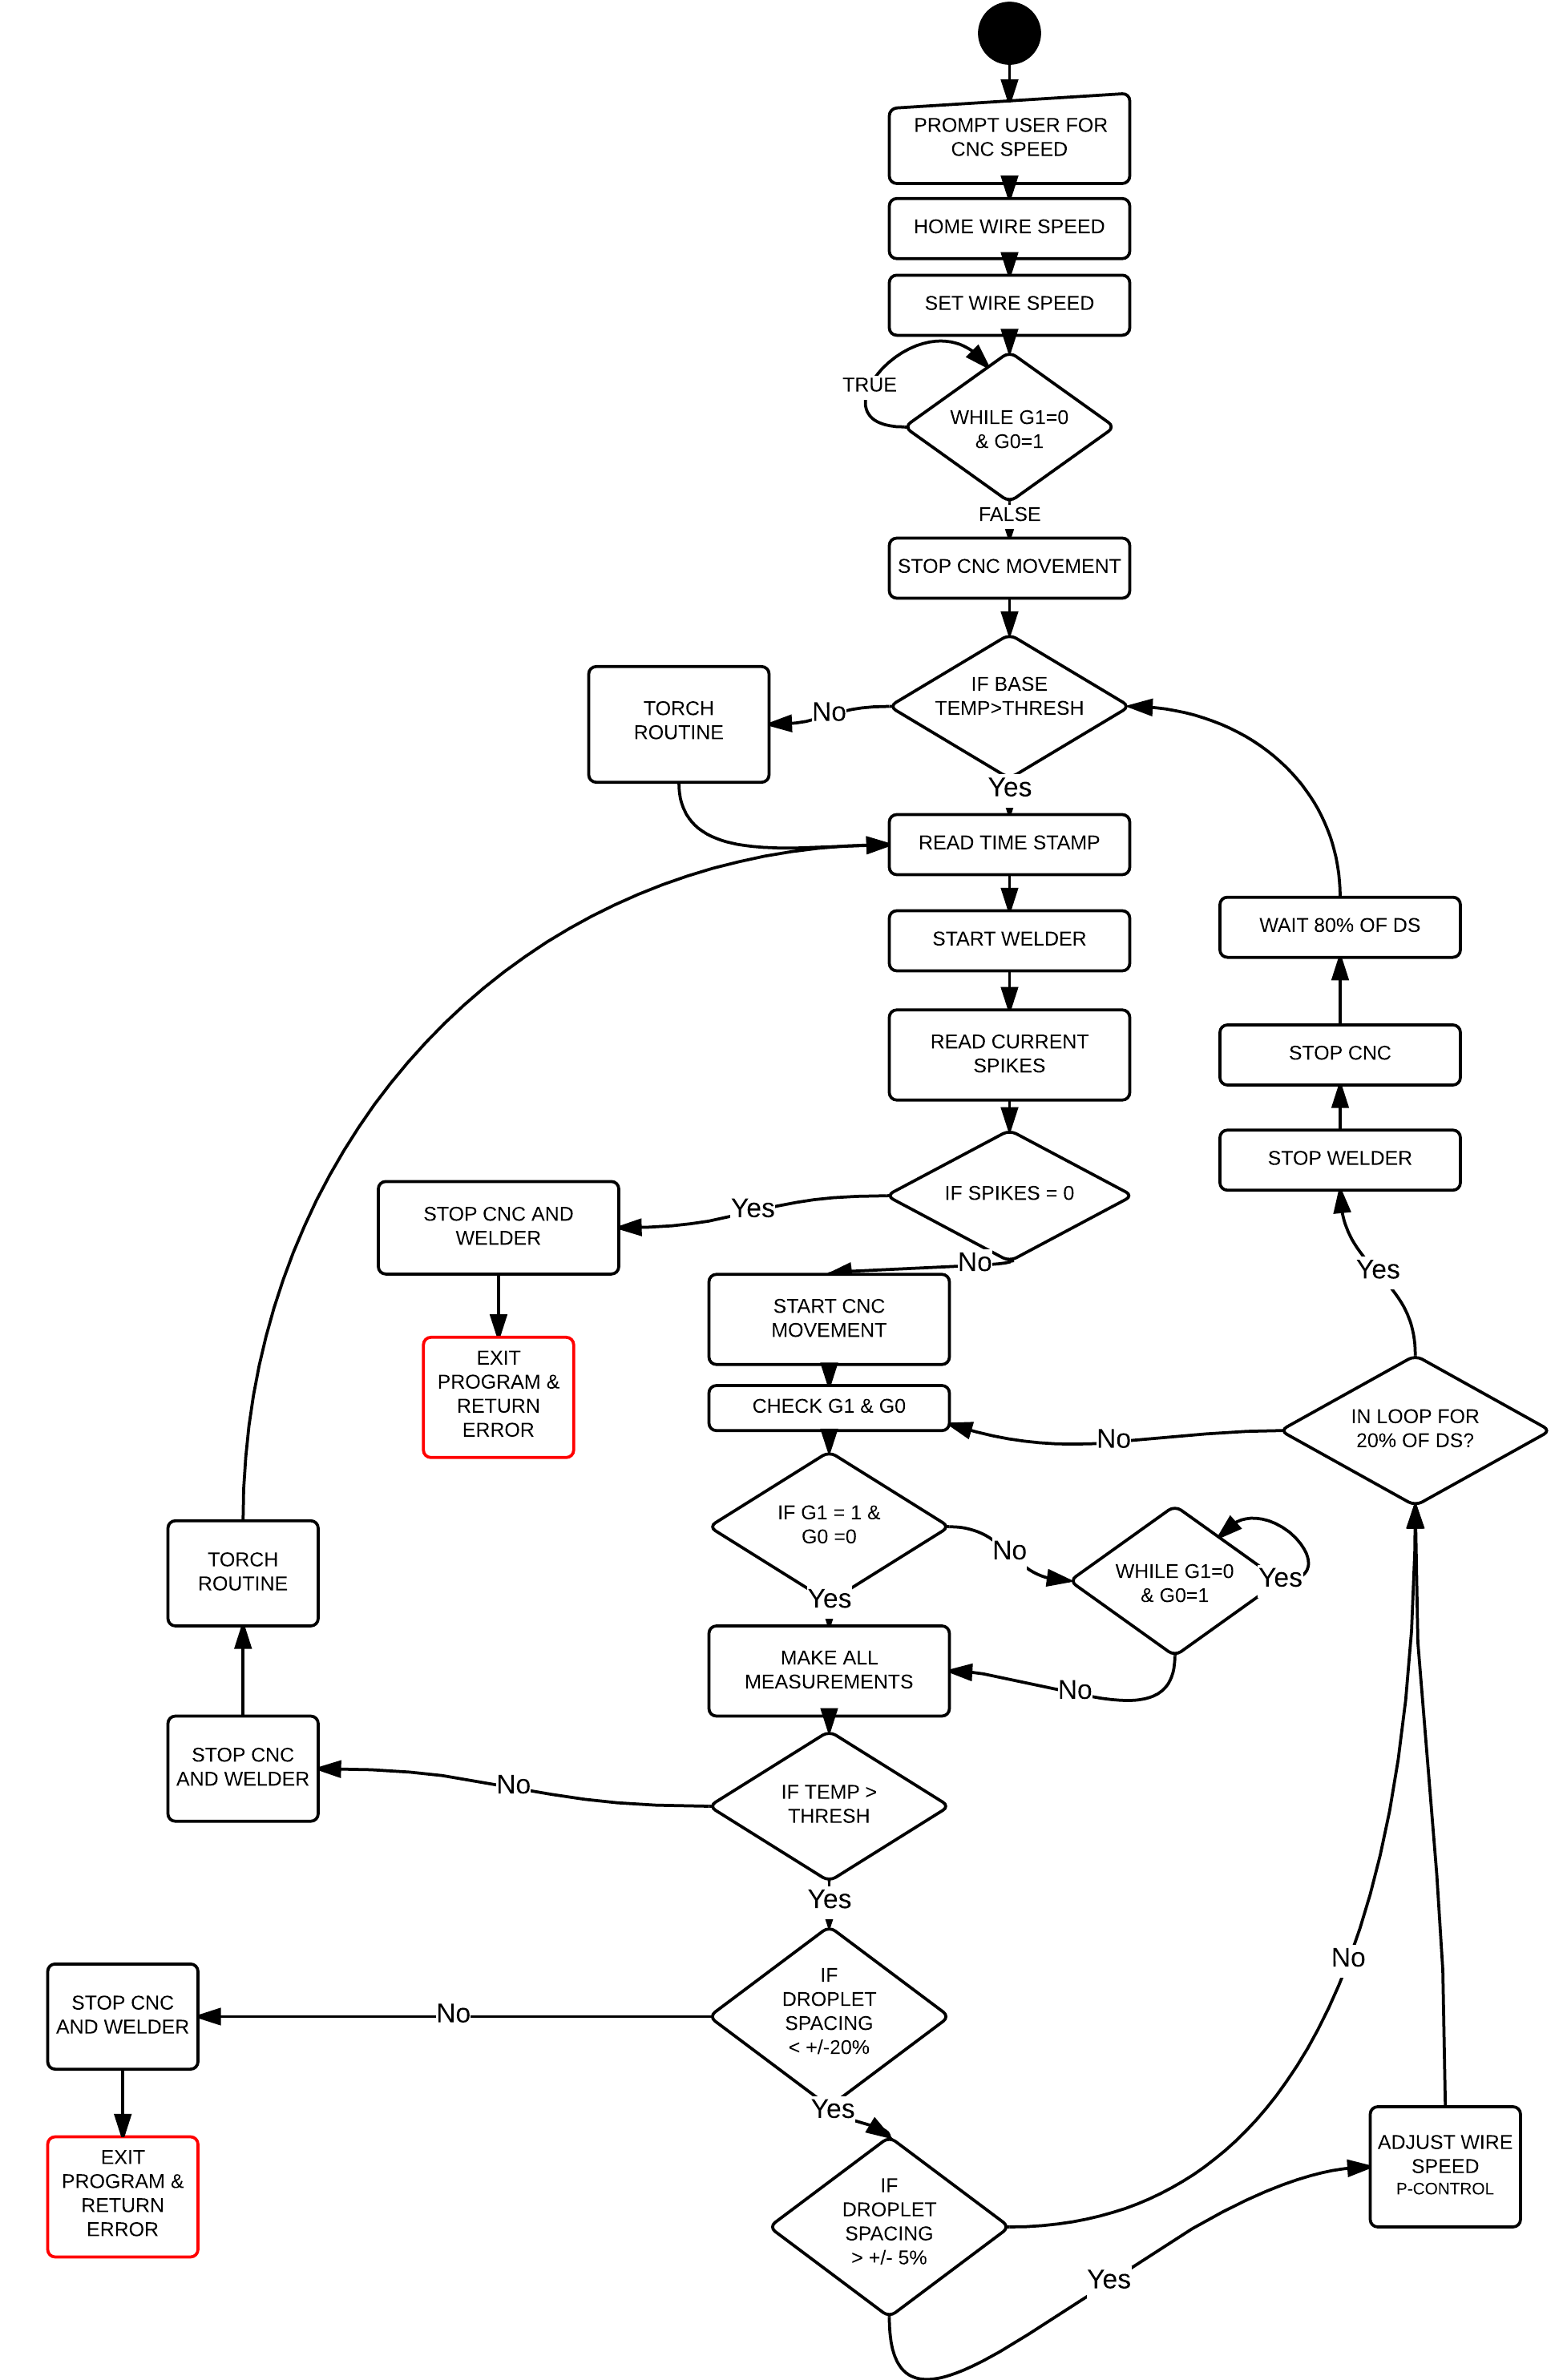 PROMPT USER FOR
CNC SPEED
HOME WIRE SPEED
SET WIRE SPEED
TRUE
WHILE G1=0
& G0=1
FALSE
STOP CNC MOVEMENT
IF BASE
TEMP>THRESH
No
TORCH
ROUTINE
Yes
READ TIME STAMP
START WELDER
WAIT 80% OF DS
READ CURRENT
SPIKES
STOP CNC
STOP WELDER
IF SPIKES = 0
Yes
STOP CNC AND
WELDER
No
Yes
START CNC
MOVEMENT
EXIT
PROGRAM &
RETURN
ERROR
CHECK G1 & G0
No
IN LOOP FOR
20% OF DS?
IF G1 = 1 &
G0 =0
No
WHILE G1=0
& G0=1
Yes
TORCH
ROUTINE
Yes
MAKE ALL
MEASUREMENTS
No
STOP CNC
AND WELDER
No
IF TEMP >
THRESH
Yes
No
IF
DROPLET
SPACING
< +/-20%
No
STOP CNC
AND WELDER
Yes
EXIT
PROGRAM &
RETURN
ERROR
IF
DROPLET
SPACING
> +/- 5%
ADJUST WIRE
SPEED
P-CONTROL
Yes